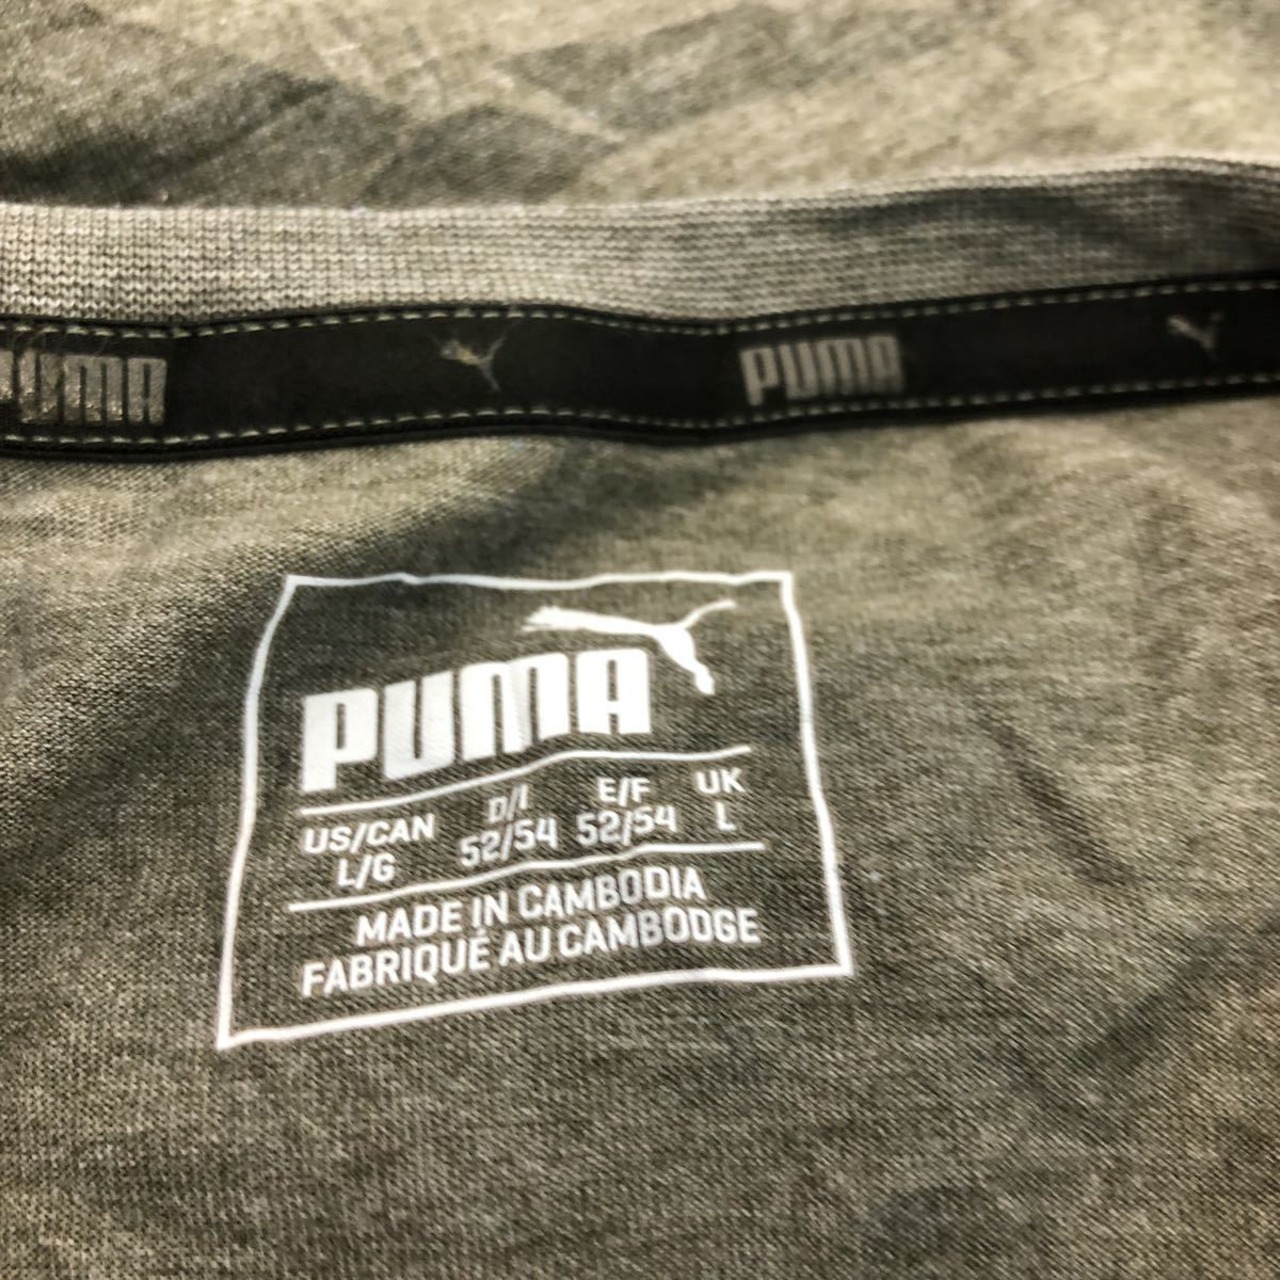 PUMA PUMA
PUMA
US/CAN D/I E/F UK
L/G 52/54 52/54 L
MADE IN CAMBODIA
FABRIQUÉ AU CAMBODGE